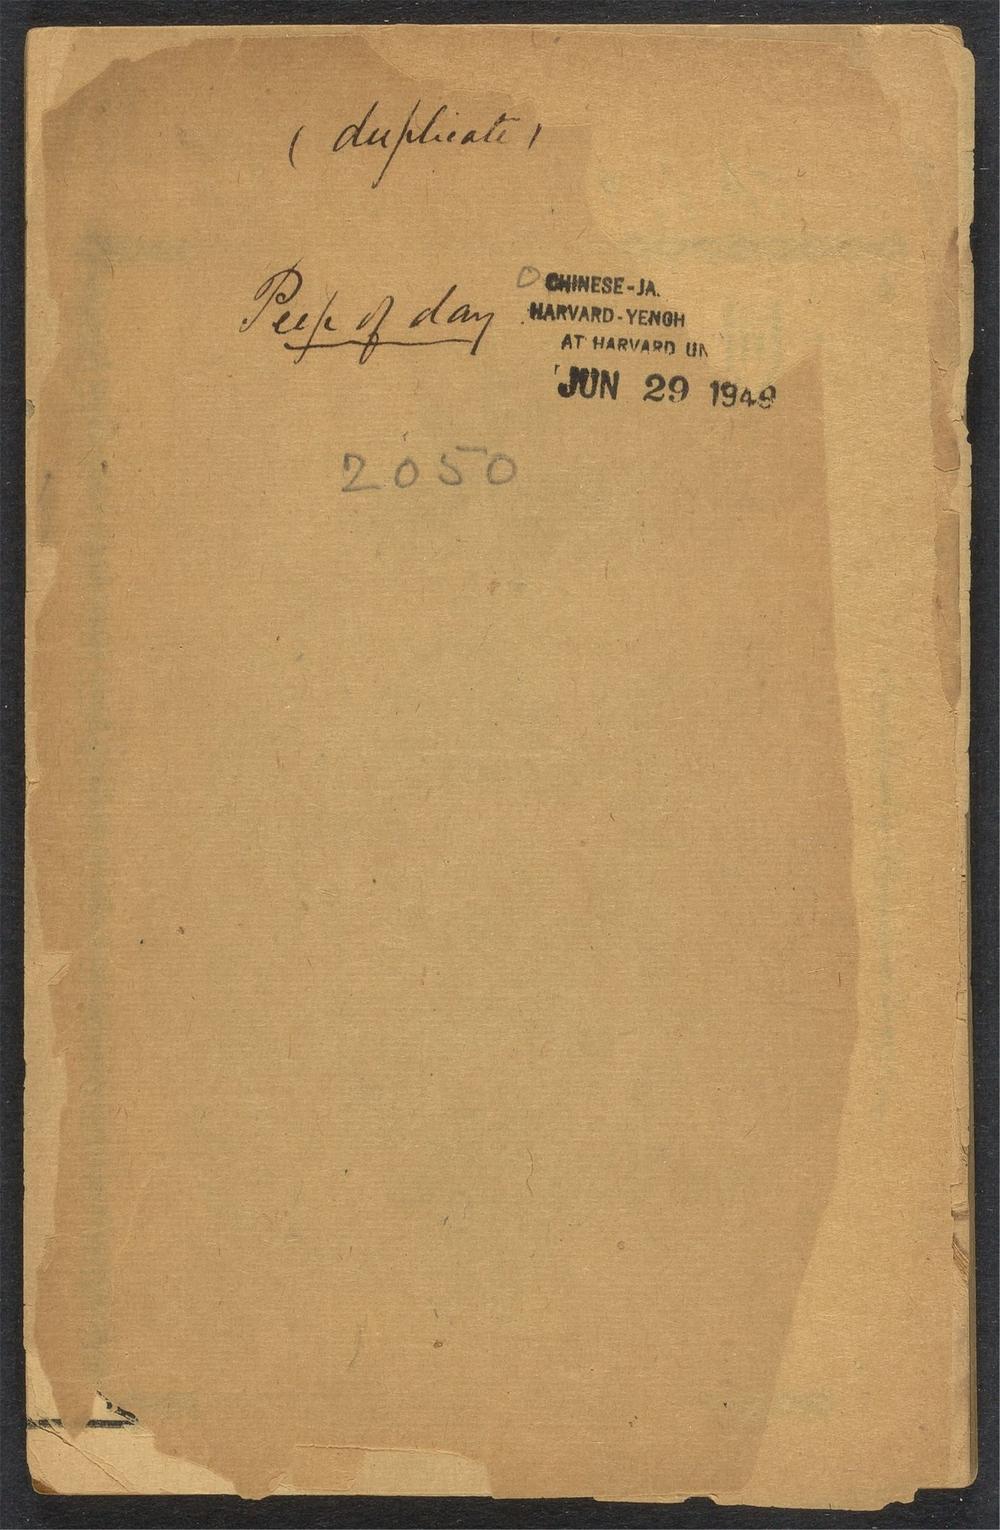 ( duplicate )
Peep of day
CHINESE-JA.
HARVARD-YENCH
AT HARVARD UN
JUN 29 1949
2050